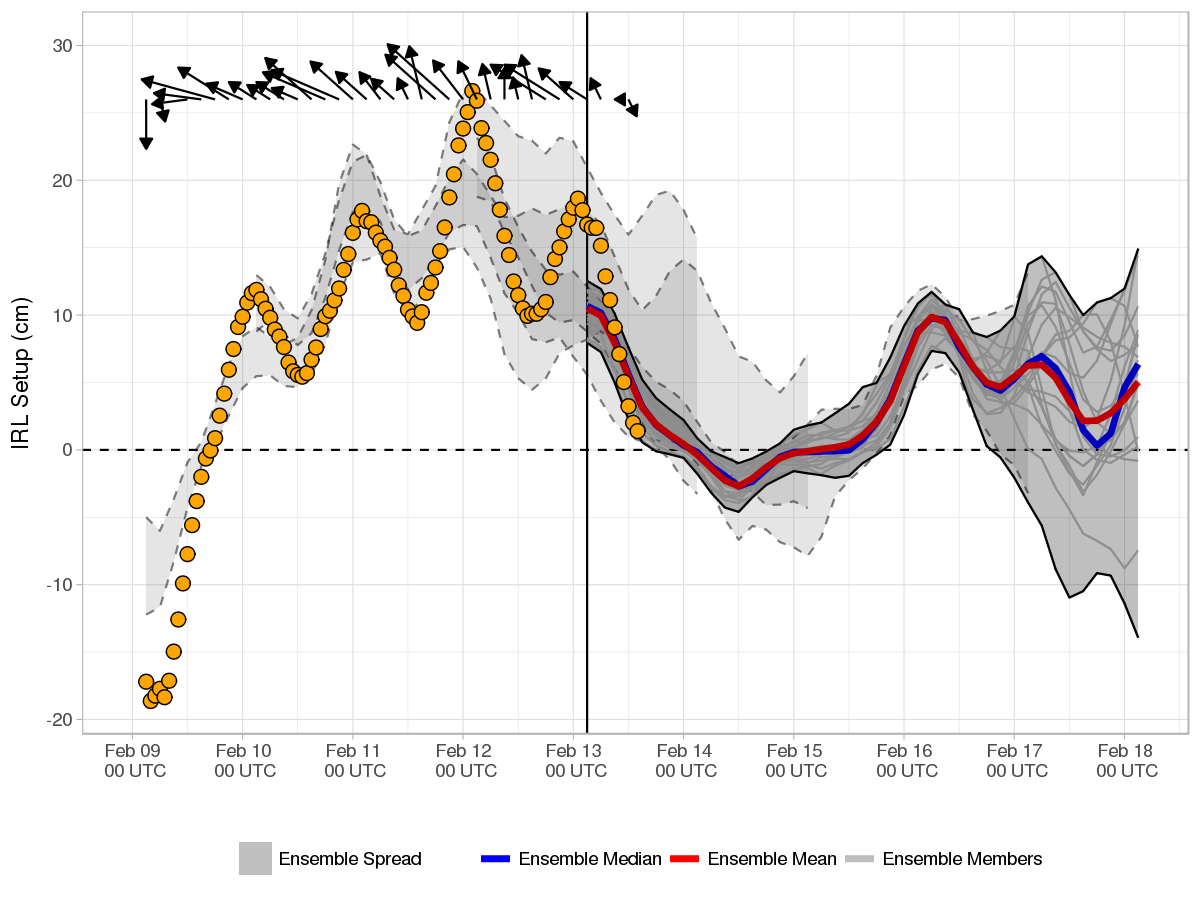 IRL Setup (cm)
30
20
10
0
-10
-20
Feb 09 Feb 10 Feb 11 Feb 12 Feb 13 Feb 14 Feb 15 Feb 16 Feb 17 Feb 18
00 UTC 00 UTC 00 UTC 00 UTC 00 UTC 00 UTC 00 UTC 00 UTC 00 UTC 00 UTC
Ensemble Spread Ensemble Median Ensemble Mean Ensemble Members